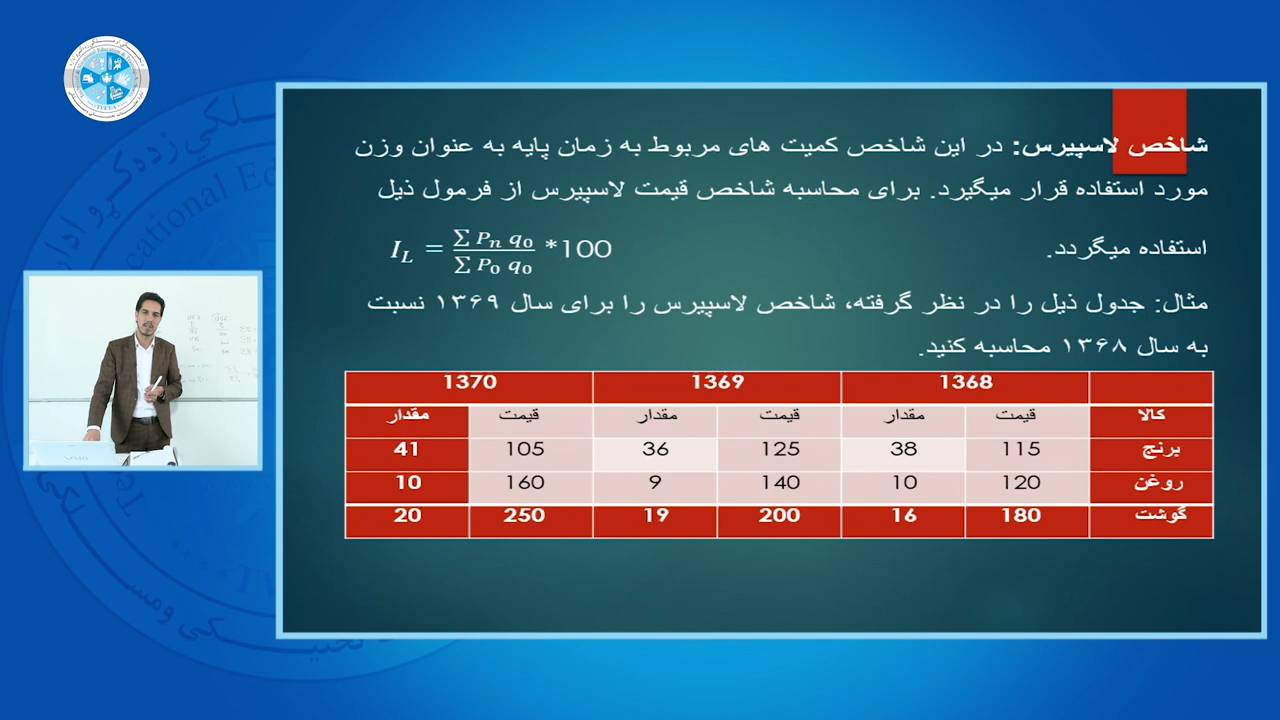 شاخص لاسپیرس: در این شاخص کمیت های مربوط به زمان پایه به عنوان وزن
مورد استفاده قرار میگیرد. برای محاسبه شاخص قیمت لاسپیرس از فرمول ذیل
استفاده میگردد. I_L = \frac{∑ P_n q_0}{∑ P_0 q_0} *100
مثال: جدول ذیل را در نظر گرفته، شاخص لاسپیرس را برای سال ۱۳۶۹ نسبت
به سال ۱۳۶۸ محاسبه کنید.
1368 1369 1370
کالا قیمت مقدار قیمت مقدار قیمت مقدار
برنج 115 38 125 36 105 41
روغن 120 10 140 9 160 10
گوشت 180 16 200 19 250 20